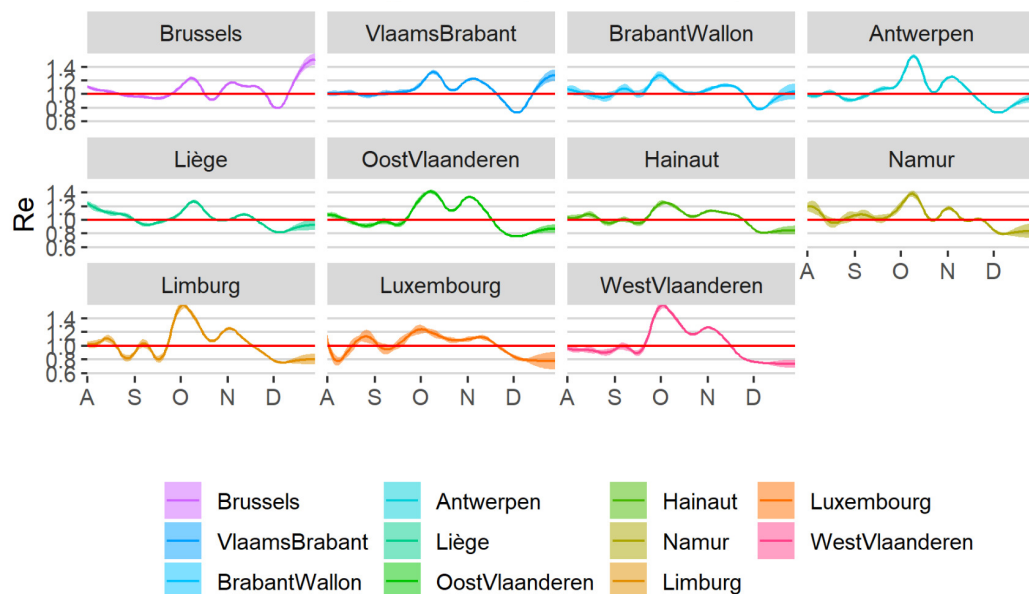 Brussels VlaamsBrabant BrabantWallon Antwerpen
1.4
1.2
1.0
0.8
0.6
Liège OostVlaanderen Hainaut Namur
1.4
1.2
1.0
0.8
0.6
Re
A S O N D
Limburg Luxembourg WestVlaanderen
1.4
1.2
1.0
0.8
0.6
A S O N D A S O N D A S O N D
Brussels Antwerpen Hainaut Luxembourg
VlaamsBrabant Liège Namur WestVlaanderen
BrabantWallon OostVlaanderen Limburg